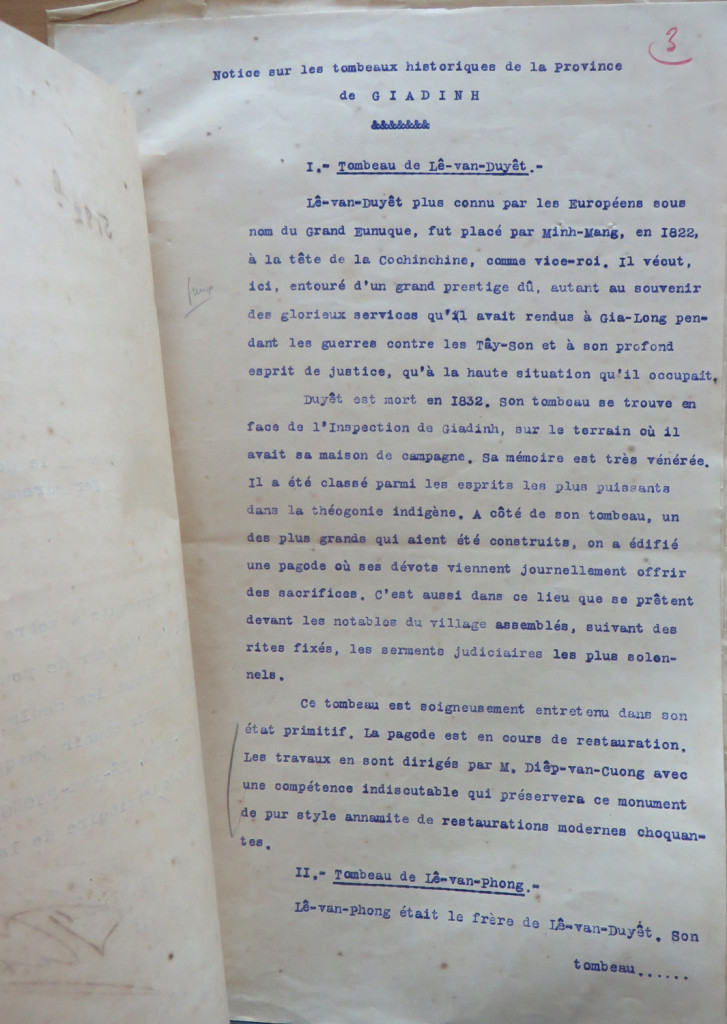 3
Notice sur les tombeaux historiques de la Province
de G I A D I N H
&&&&&&&
I.- Tombeau de Lê-van-Duyêt.-
Lê-van-Duyêt plus connu par les Européens sous
nom du Grand Eunuque, fut placé par Minh-Mang, en 1822,
à la tête de la Cochinchine, comme vice-roi. Il vécut,
ici, entouré d'un grand prestige dû, autant au souvenir
des glorieux services qu'il avait rendus à Gia-Long pen-
dant les guerres contre les Tây-Son et à son profond
esprit de justice, qu'à la haute situation qu'il occupait.
Duyêt est mort en 1832. Son tombeau se trouve en
face de l'Inspection de Giadinh, sur le terrain où il
avait sa maison de campagne. Sa mémoire est très vénérée.
Il a été classé parmi les esprits les plus puissants
dans la théogonie indigène. A côté de son tombeau, un
des plus grands qui aient été construits, on a édifié
une pagode où ses dévots viennent journellement offrir
des sacrifices. C'est aussi dans ce lieu que se prêtent
devant les notables du village assemblés, suivant des
rites fixés, les serments judiciaires les plus solen-
nels.
Ce tombeau est soigneusement entretenu dans son
état primitif. La pagode est en cours de restauration.
Les travaux en sont dirigés par M. Diêp-van-Cuong avec
une compétence indiscutable qui préservera ce monument
de pur style annamite de restaurations modernes choquan-
tes.
II.- Tombeau de Lê-van-Phong.-
Lê-van-Phong était le frère de Lê-van-Duyêt. Son
tombeau......